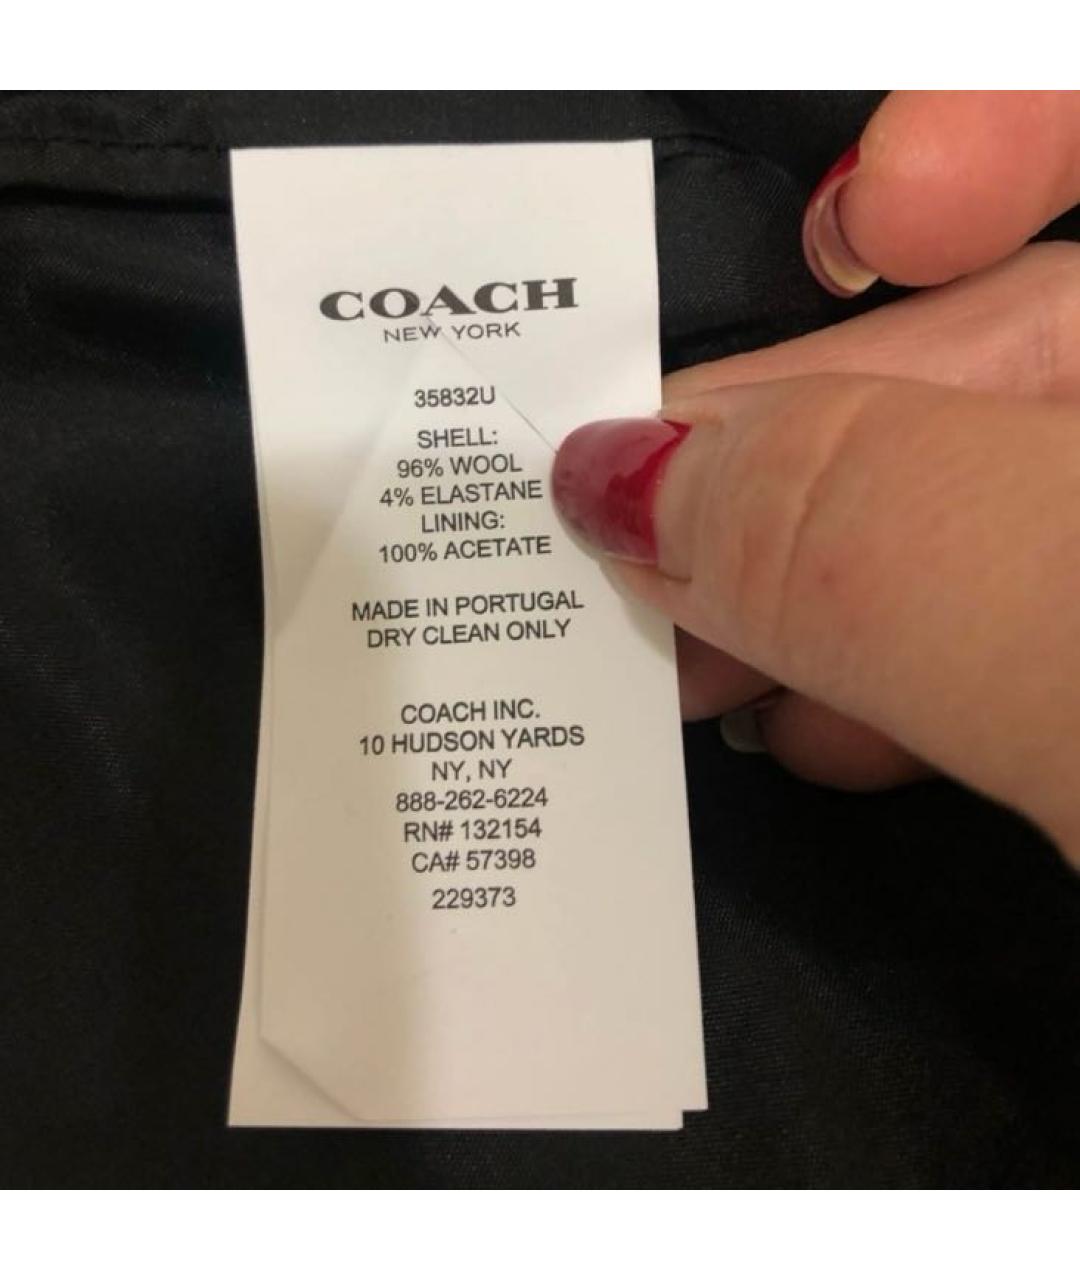 COACH
NEW YORK
35832U
SHELL:
96% WOOL
4% ELASTANE
LINING:
100% ACETATE
MADE IN PORTUGAL
DRY CLEAN ONLY
COACH INC.
10 HUDSON YARDS
NY, NY
888-262-6224
RN# 132154
CA# 57398
229373